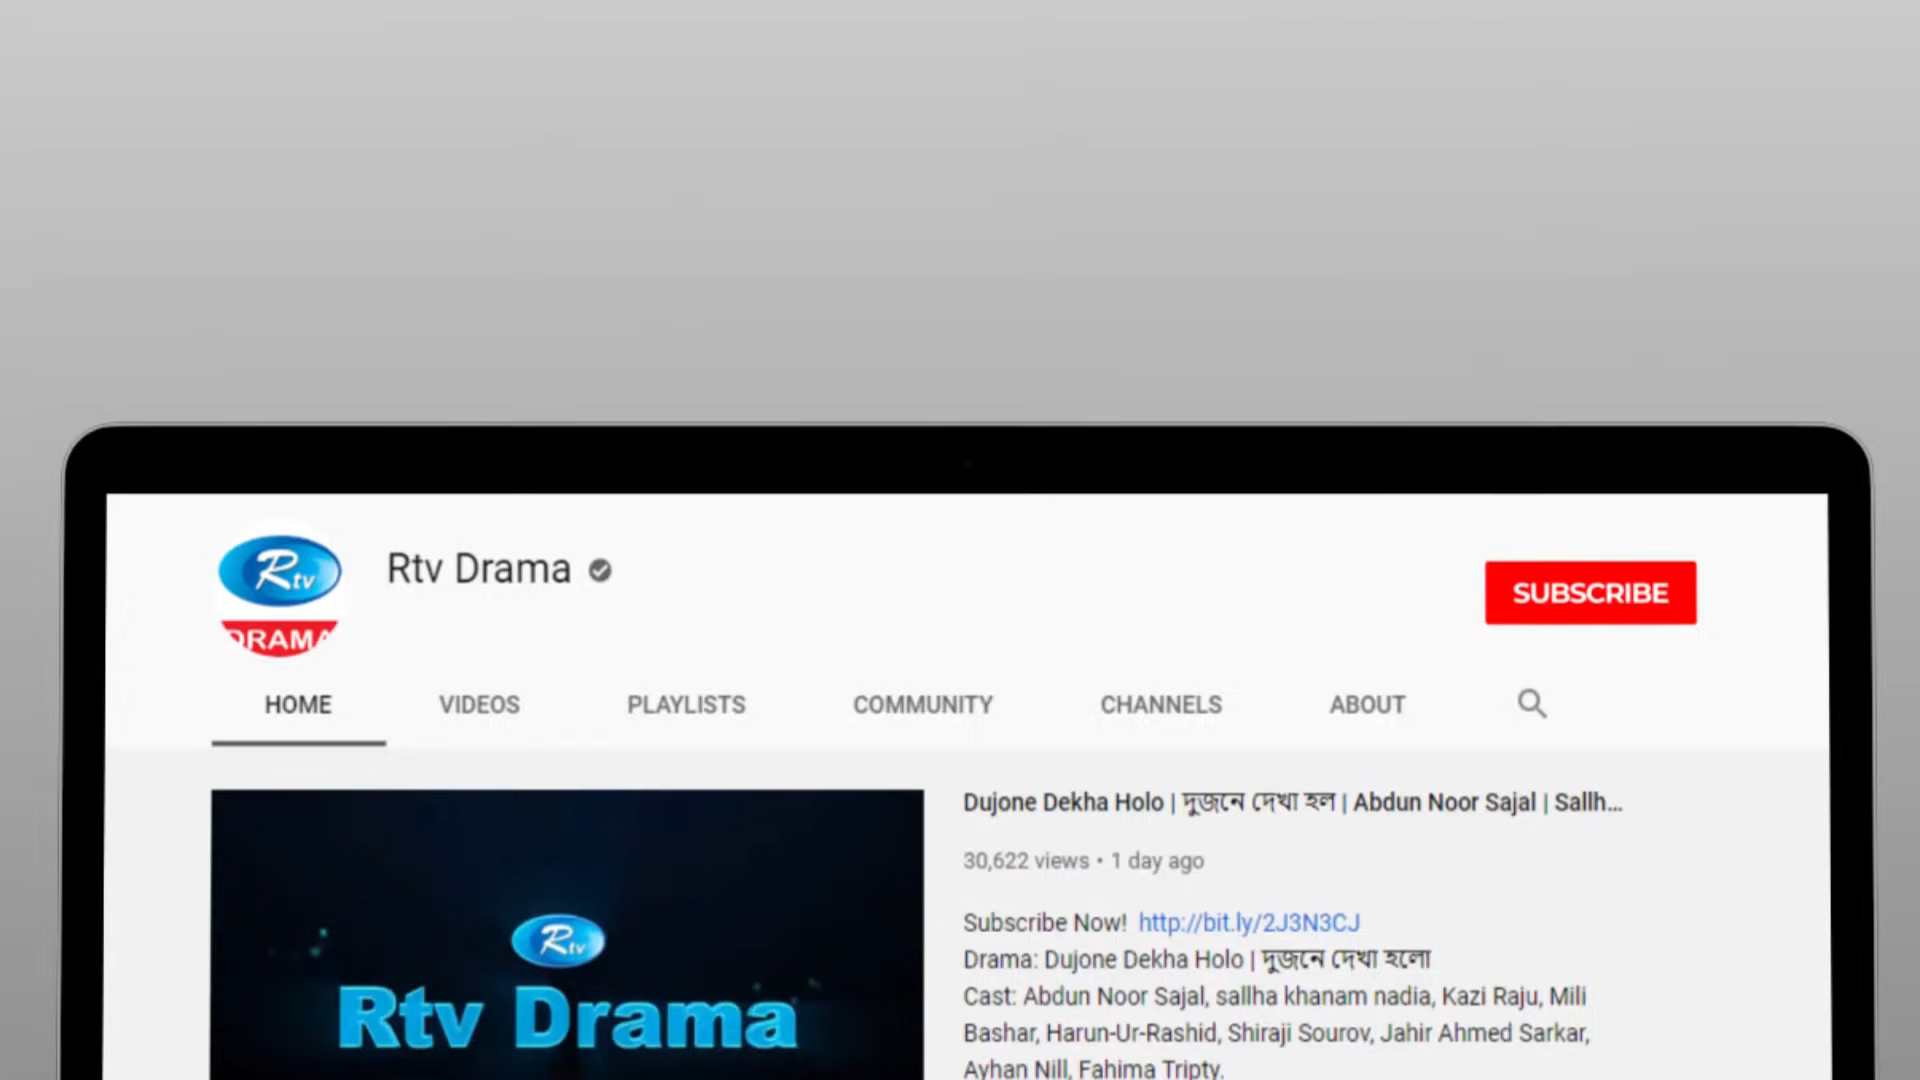 Rtv
DRAMA
Rtv Drama
SUBSCRIBE
HOME VIDEOS PLAYLISTS COMMUNITY CHANNELS ABOUT
Rtv
Rtv Drama
Dujone Dekha Holo | দুজনে দেখা হল | Abdun Noor Sajal | Sallh...
30,622 views • 1 day ago
Subscribe Now! http://bit.ly/2J3N3CJ
Drama: Dujone Dekha Holo | দুজনে দেখা হলো
Cast: Abdun Noor Sajal, sallha khanam nadia, Kazi Raju, Mili
Bashar, Harun-Ur-Rashid, Shiraji Sourov, Jahir Ahmed Sarkar,
Ayhan Nill, Fahima Tripty.